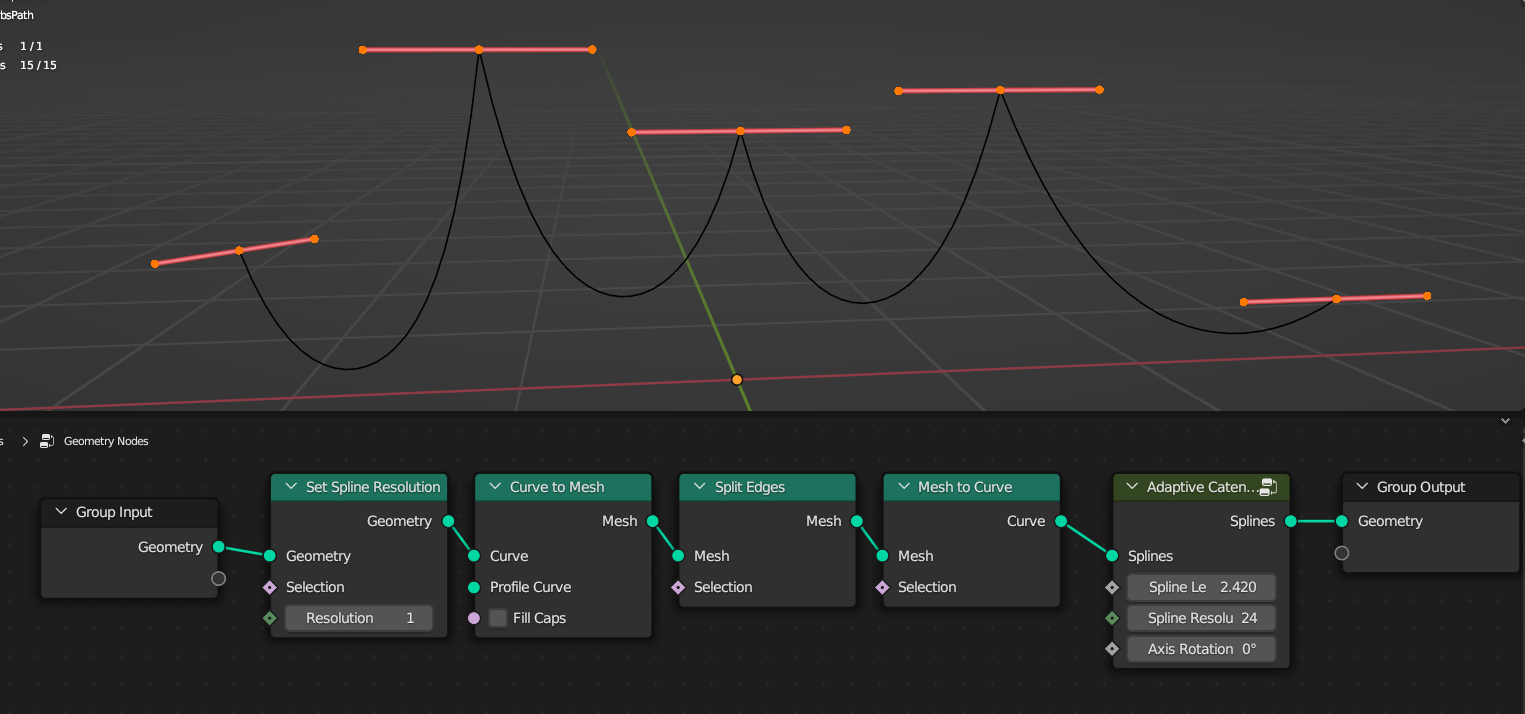 bsPath
s 1/1
s 15/15
s > Geometry Nodes
Group Input
Geometry
Set Spline Resolution
Geometry
Geometry
Selection
Resolution 1
Curve to Mesh
Mesh
Curve
Profile Curve
Fill Caps
Split Edges
Mesh
Mesh
Selection
Mesh to Curve
Curve
Mesh
Selection
Adaptive Caten...
Splines
Splines
Spline Le 2.420
Spline Resolu 24
Axis Rotation 0°
Group Output
Geometry